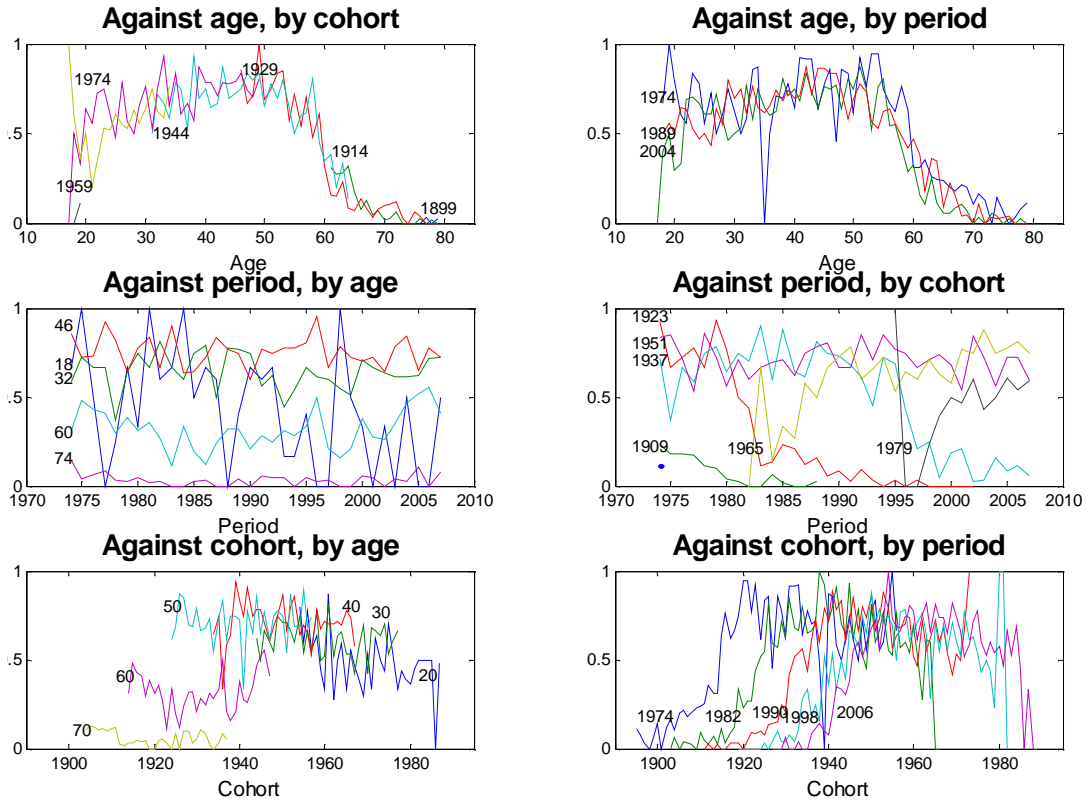 Against age, by cohort
1
1974
1929
1944
1914
1959
1899
0
10 20 30 40 50 60 70 80
Age
Against age, by period
1
1974
0.5
1989
2004
0
10 20 30 40 50 60 70 80
Age
Against period, by age
1
46
18
32
60
74
0
1970 1975 1980 1985 1990 1995 2000 2005 2010
Period
Against period, by cohort
1
1923
1951
1937
0.5
1909
1965
1979
0
1970 1975 1980 1985 1990 1995 2000 2005 2010
Period
Against cohort, by age
1
50
40
30
60
20
70
0
1900 1920 1940 1960 1980
Cohort
Against cohort, by period
1
0.5
1974
1982
1990
1998
2006
0
1900 1920 1940 1960 1980
Cohort